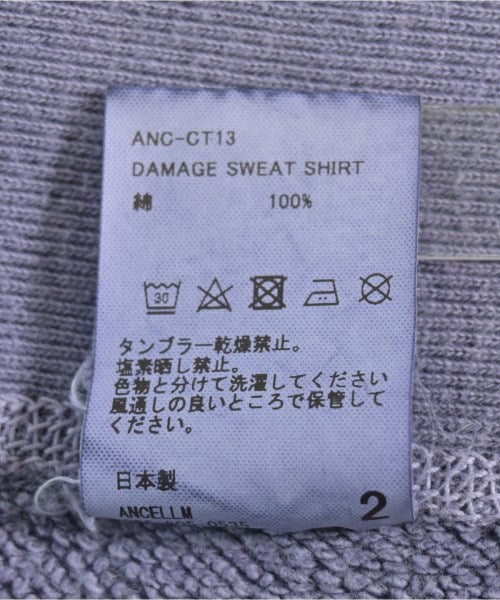 ANC-CT13
DAMAGE SWEAT SHIRT
綿 100%
30
タンブラー乾燥禁止。
塩素晒し禁止。
色物と分けて洗濯してください
風通しの良いところで保管して
ください。
日本製
ANCELLM
2